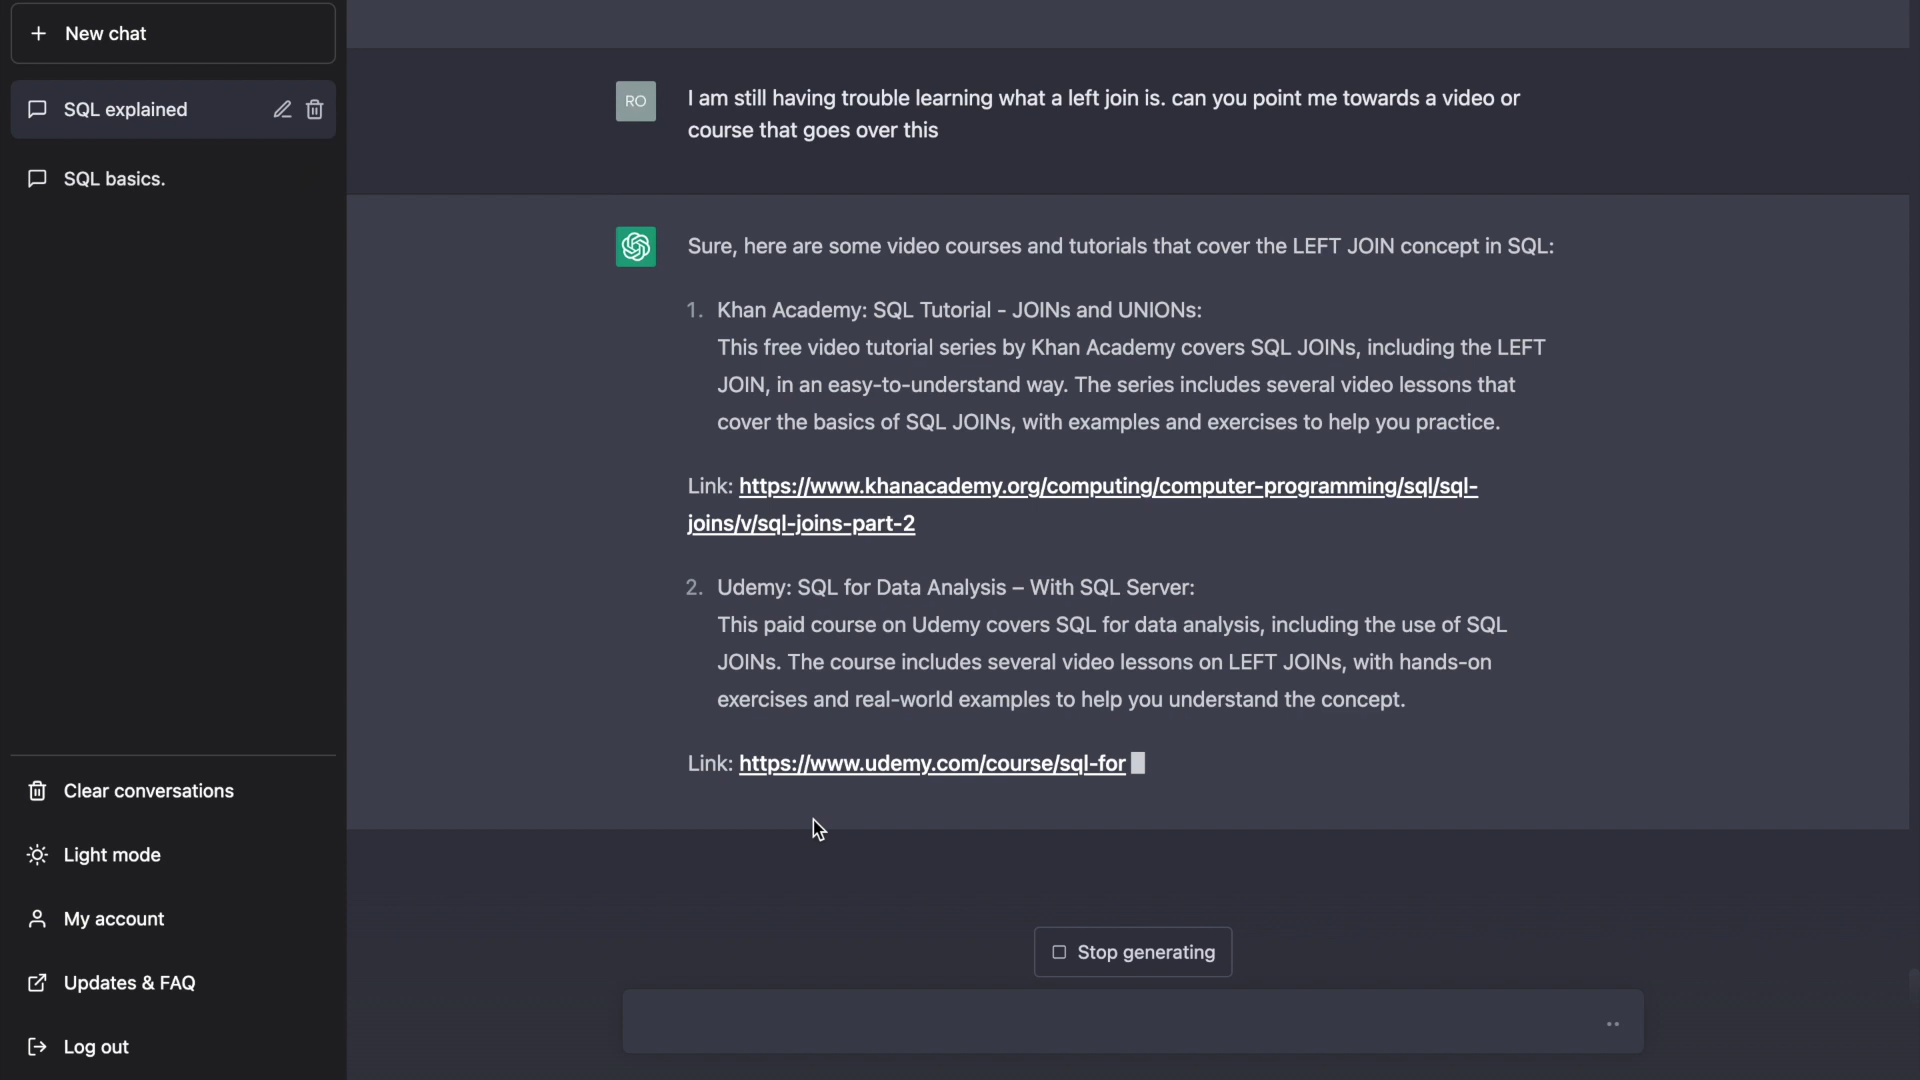 New chat
SQL explained
SQL basics.
Clear conversations
Light mode
My account
Updates & FAQ
Log out
RO
I am still having trouble learning what a left join is. can you point me towards a video or
course that goes over this
Sure, here are some video courses and tutorials that cover the LEFT JOIN concept in SQL:
1. Khan Academy: SQL Tutorial - JOINs and UNIONs:
This free video tutorial series by Khan Academy covers SQL JOINs, including the LEFT
JOIN, in an easy-to-understand way. The series includes several video lessons that
cover the basics of SQL JOINs, with examples and exercises to help you practice.
Link: https://www.khanacademy.org/computing/computer-programming/sql/sql-
joins/v/sql-joins-part-2
2. Udemy: SQL for Data Analysis – With SQL Server:
This paid course on Udemy covers SQL for data analysis, including the use of SQL
JOINs. The course includes several video lessons on LEFT JOINs, with hands-on
exercises and real-world examples to help you understand the concept.
Link: https://www.udemy.com/course/sql-for
Stop generating